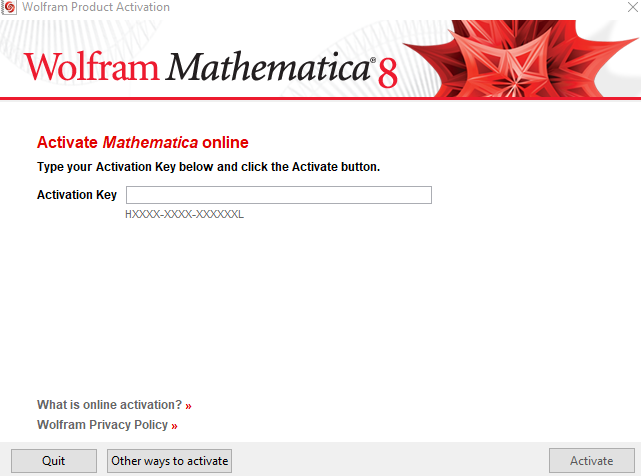 Wolfram Product Activation
Wolfram Mathematica® 8
Activate Mathematica online
Type your Activation Key below and click the Activate button.
Activation Key
HXXXX-XXXX-XXXXXXL
What is online activation? »
Wolfram Privacy Policy »
Quit Other ways to activate Activate